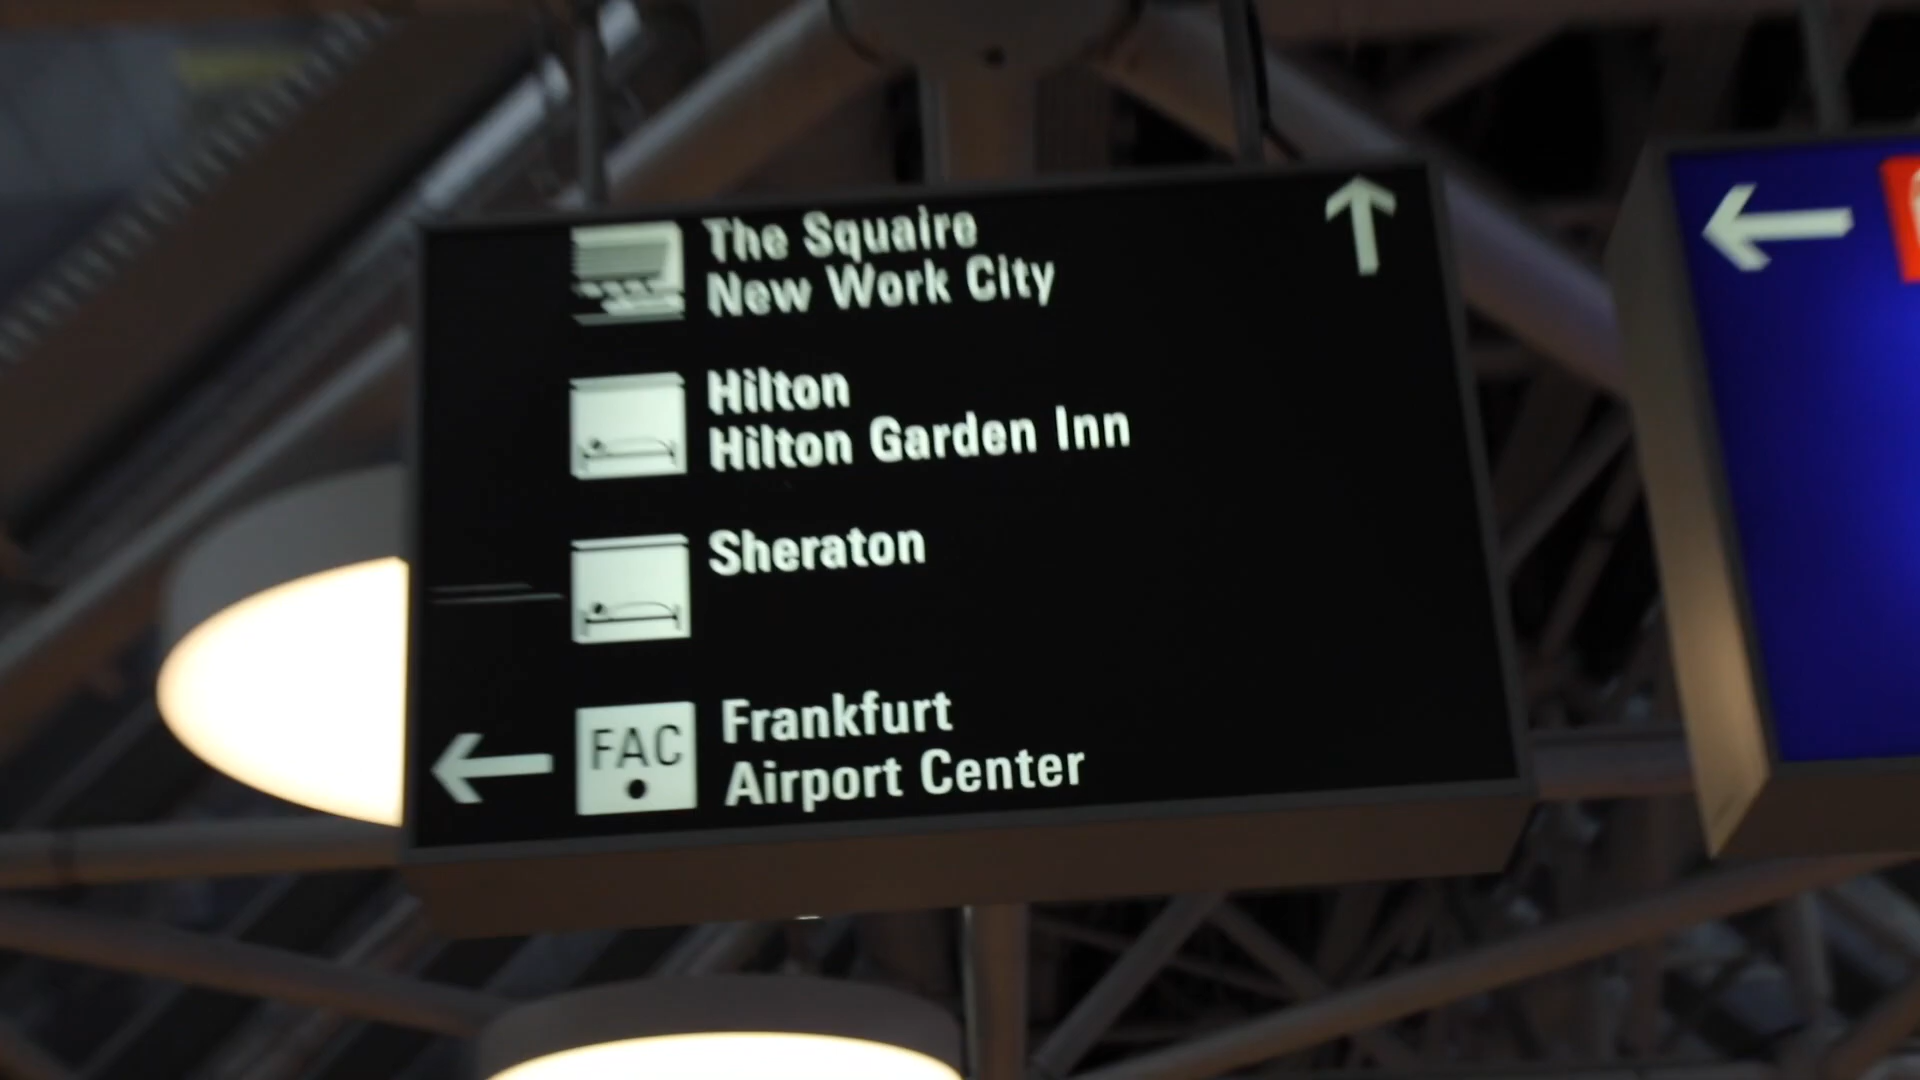 The Squaire
New Work City
Hilton
Hilton Garden Inn
Sheraton
FAC
Frankfurt
Airport Center